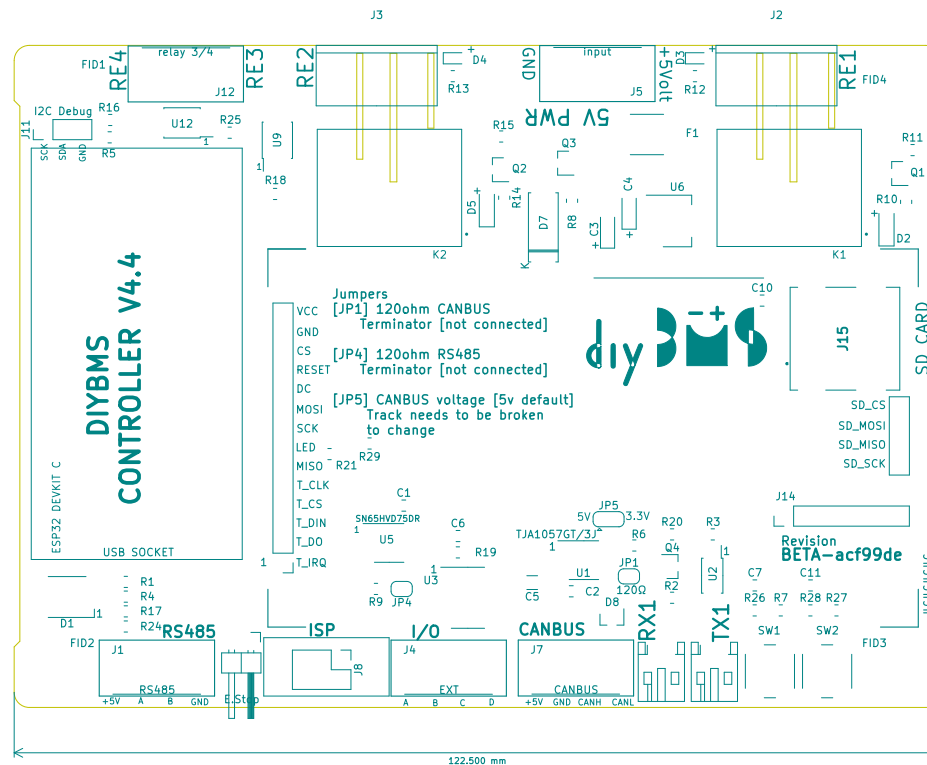 J3
J2
RE4
FID1
relay 3/4
J12
RE3
RE2
+
D4
R13
GND
input
J5
+5Volt
5V PWR
D3
+
R12
RE1
FID4
I2C Debug
R16
J11
SCK
SDA
GND
R5
U12
1
R25
U9
1
R18
R15
Q2
Q3
F1
R11
Q1
R10
+
D5
R14
D7
R8
C3
+
C4
+
U6
+
D2
K2
K
K1
DIYBMS
CONTROLLER V4.4
ESP32 DEVKIT C
USB SOCKET
VCC
GND
CS
RESET
DC
MOSI
SCK
LED
MISO
T_CLK
T_CS
T_DIN
T_DO
T_IRQ
1
Jumpers
[JP1] 120ohm CANBUS
Terminator [not connected]
[JP4] 120ohm RS485
Terminator [not connected]
[JP5] CANBUS voltage [5v default]
Track needs to be broken
to change
R21
R29
diyBMS
-+
C10
J15
SD CARD
SD_CS
SD_MOSI
SD_MISO
SD_SCK
J14
Revision
BETA-acf99de
C1
SN65HVD75DR
1
U5
C6
R19
1
U3
R9
JP4
JP5
5V
3.3V
TJA1057GT/3J
1
R6
R20
R3
Q4
1
U2
U1
JP1
120Ω
R2
C5
C2
D8
C7
C11
R26
R7
R28
R27
SW1
SW2
FID3
RX1
TX1
R1
R4
R17
R24
D1
J1
FID2
RS485
ISP
I/O
CANBUS
J1
RS485
+5V
A
B
GND
E.Stop
J8
J4
EXT
A
B
C
D
J7
CANBUS
+5V
GND
CANH
CANL
122.500 mm